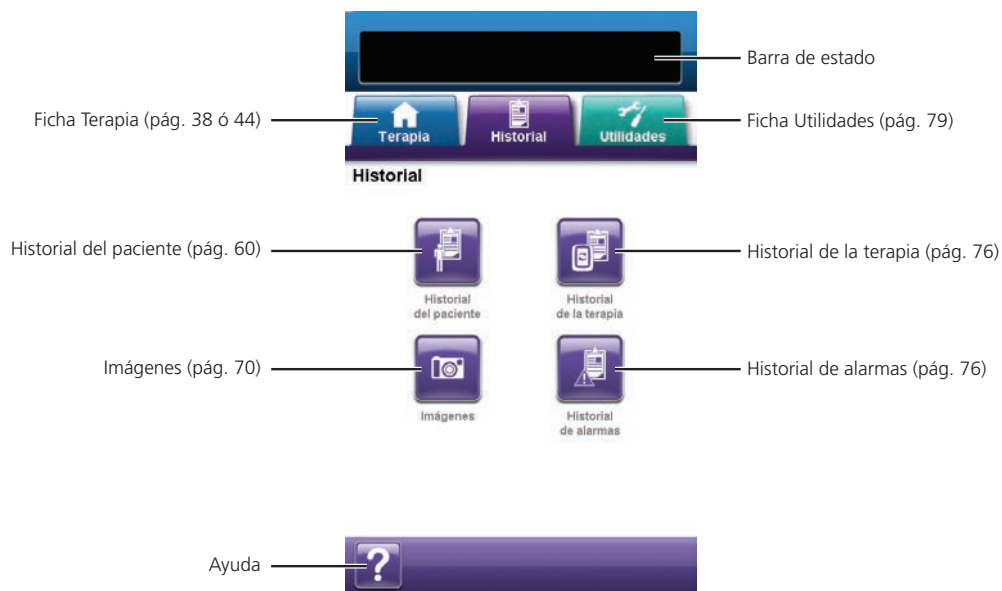 Barra de estado
Ficha Terapia (pág. 38 ó 44)
Terapia
Historial
Utilidades
Ficha Utilidades (pág. 79)
Historial
Historial del paciente (pág. 60)
Historial
del paciente
Historial
de la terapia
Historial de la terapia (pág. 76)
Imágenes (pág. 70)
Imágenes
Historial
de alarmas
Historial de alarmas (pág. 76)
Ayuda
?